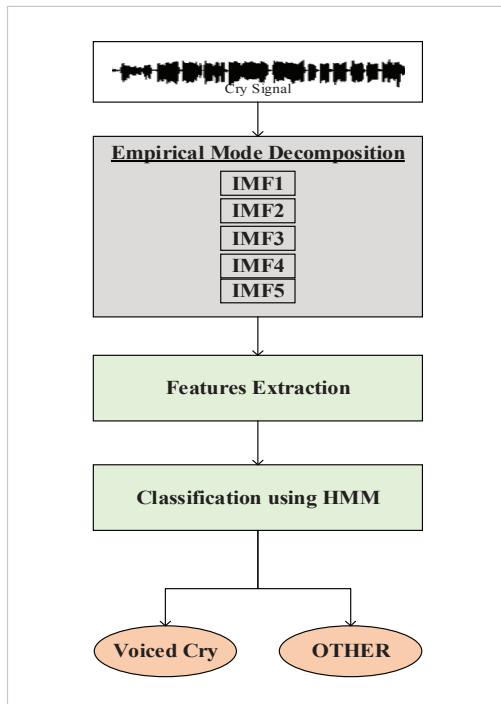 Cry Signal
Empirical Mode Decomposition
IMF1
IMF2
IMF3
IMF4
IMF5
Features Extraction
Classification using HMM
Voiced Cry
OTHER